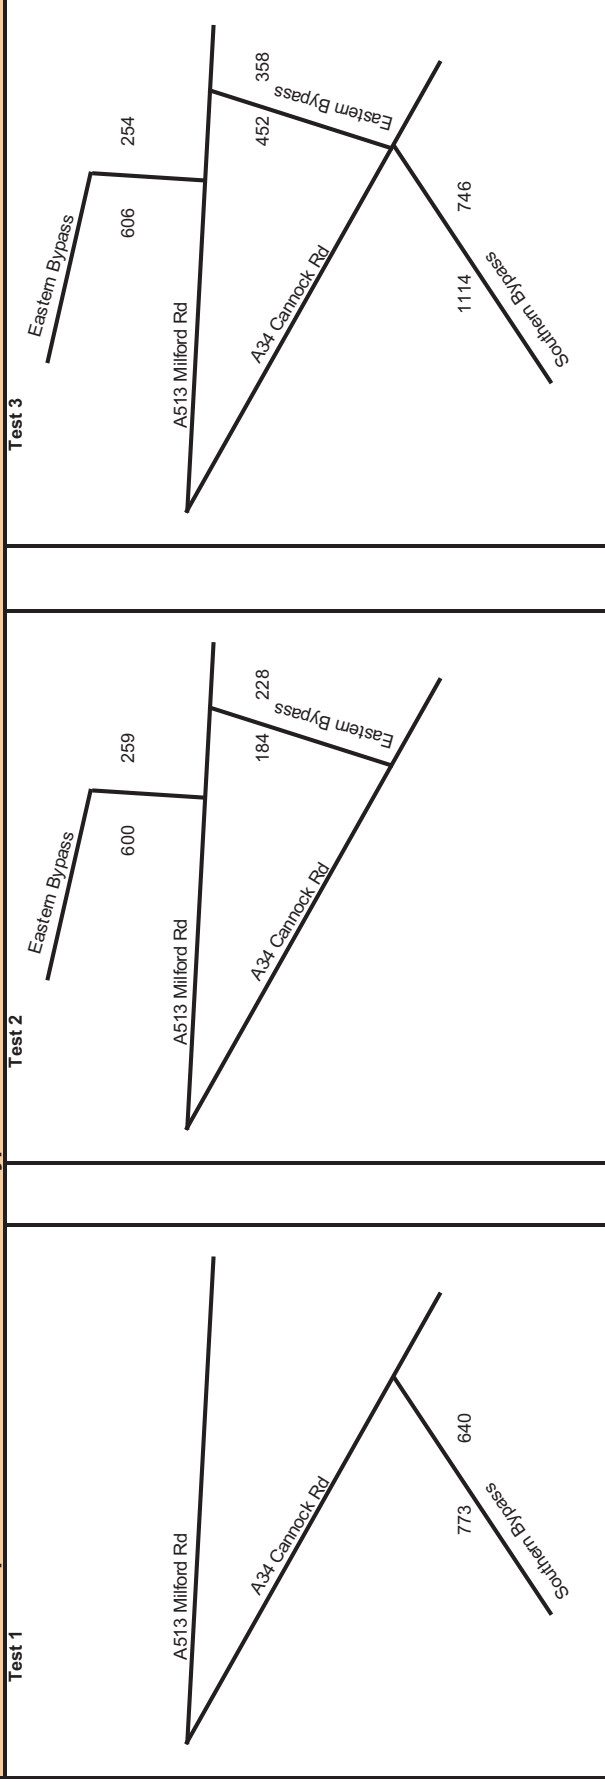 Test 1
A513 Milford Rd
A34 Cannock Rd
773
640
Southern Bypass
Test 2
Eastern Bypass
600
259
A513 Milford Rd
184
228
Eastern Bypass
A34 Cannock Rd
Test 3
Eastern Bypass
606
254
A513 Milford Rd
452
358
Eastern Bypass
A34 Cannock Rd
1114
746
Southern Bypass